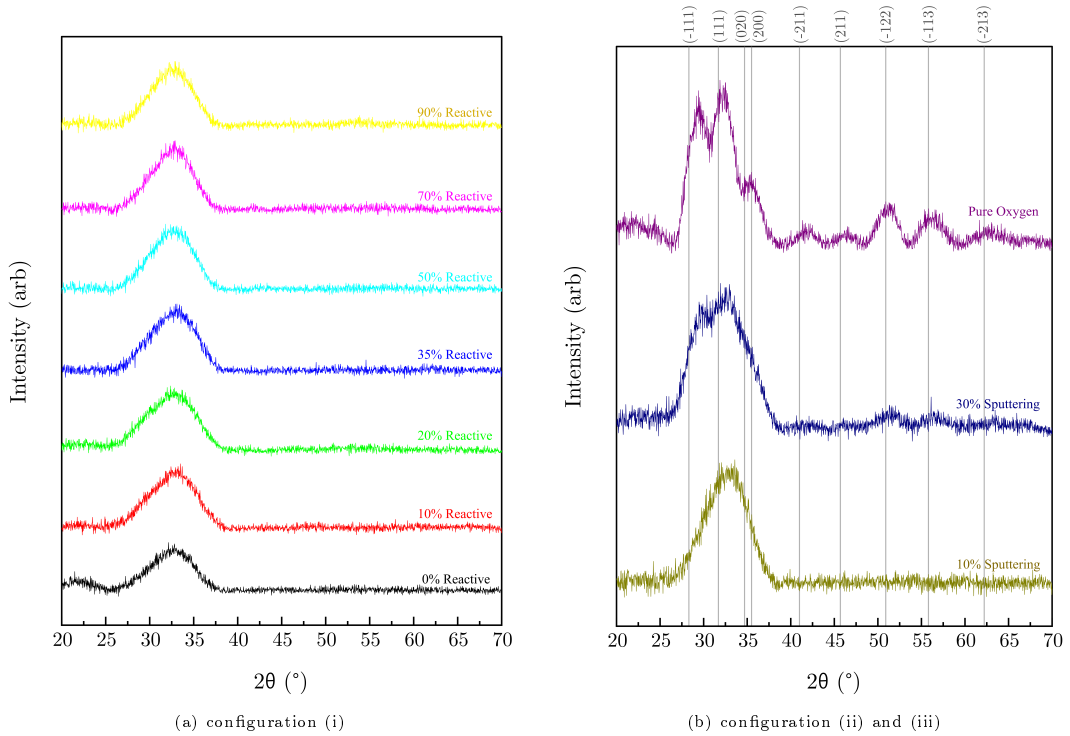 Intensity (arb)
90% Reactive
70% Reactive
50% Reactive
35% Reactive
20% Reactive
10% Reactive
0% Reactive
20 25 30 35 40 45 50 55 60 65 70
2θ (°)
(a) configuration (i)
(-111) (111) (020) (200) (-211) (211) (-122) (-113) (-213)
Intensity (arb)
Pure Oxygen
30% Sputtering
10% Sputtering
20 25 30 35 40 45 50 55 60 65 70
2θ (°)
(b) configuration (ii) and (iii)